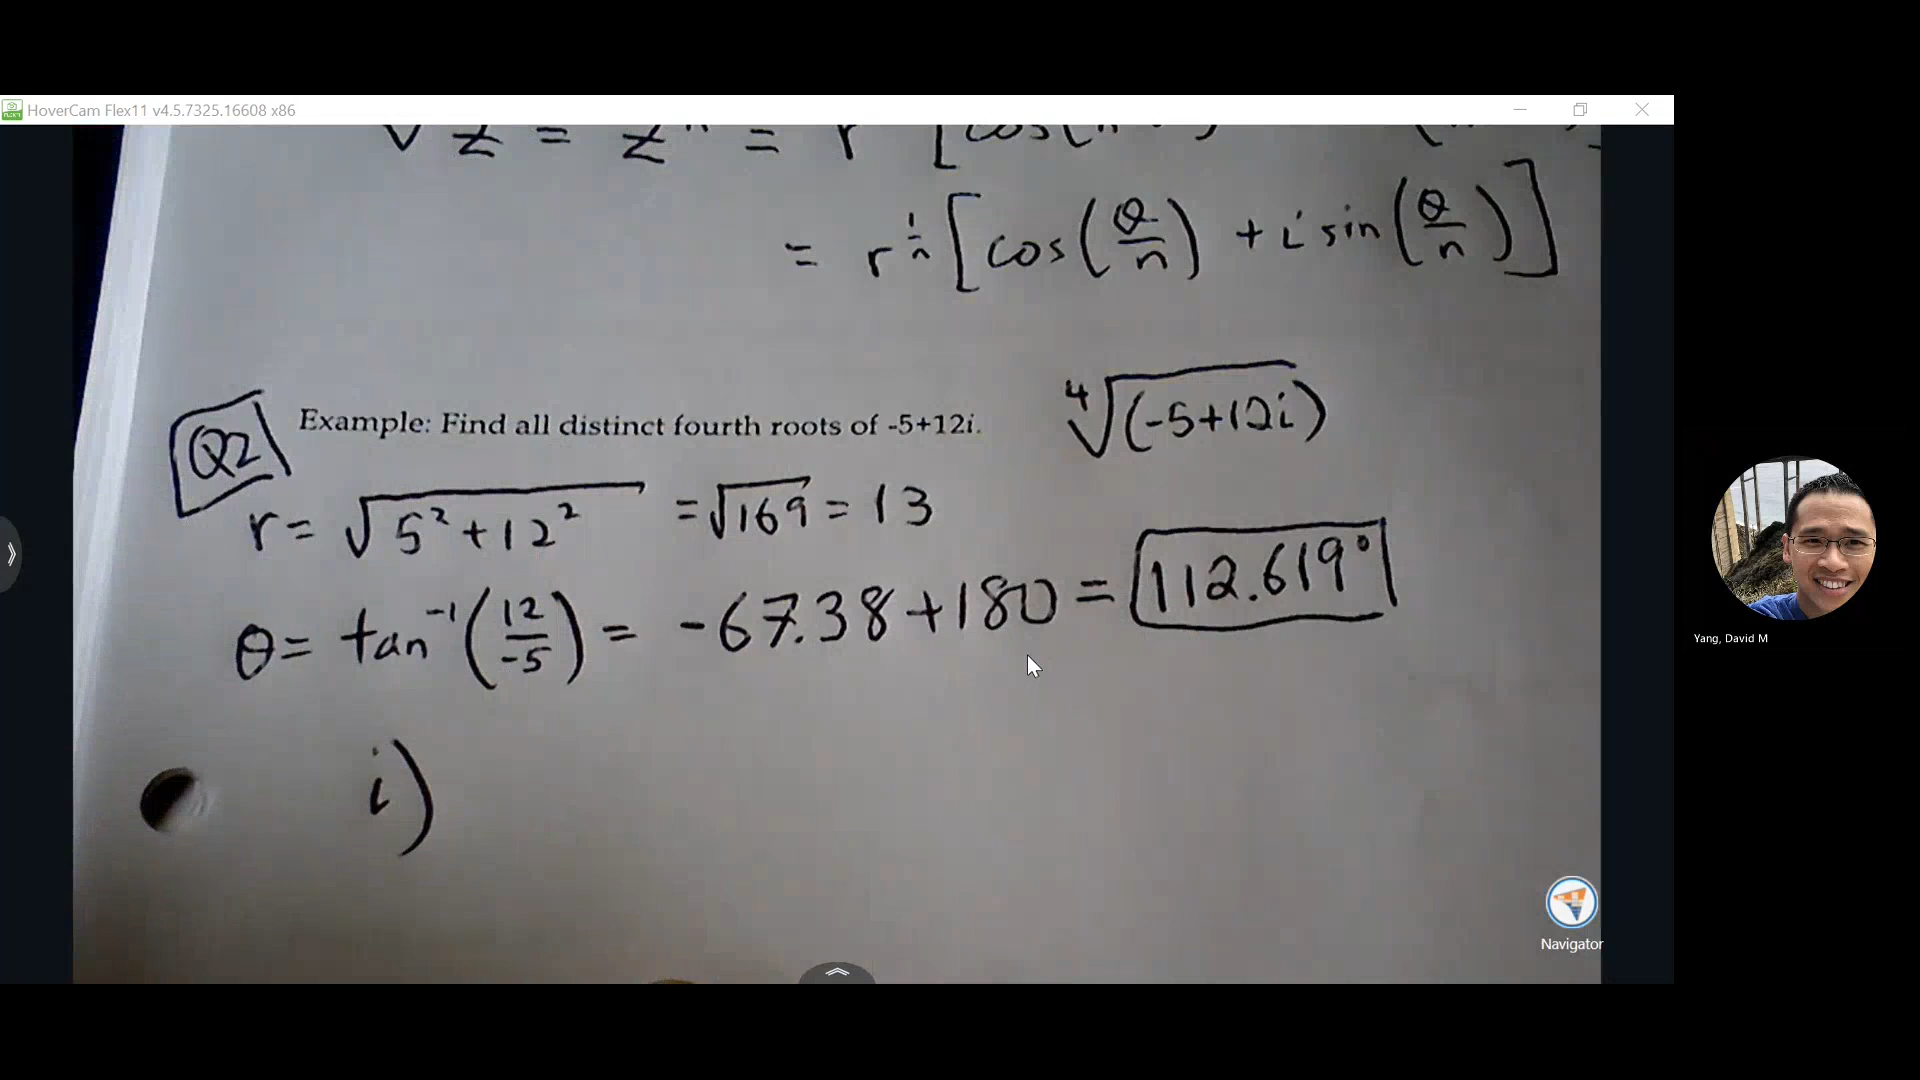 HoverCam Flex11 v4.5.7325.16608 x86
= r^(1/n) [cos(θ/n) + i sin(θ/n)]
Q2 Example: Find all distinct fourth roots of -5+12i. ∜(-5+12i)
r = √(5² + 12²) = √169 = 13
θ = tan⁻¹(12/-5) = -67.38 + 180 = 112.619°
i)
Yang, David M
Navigator